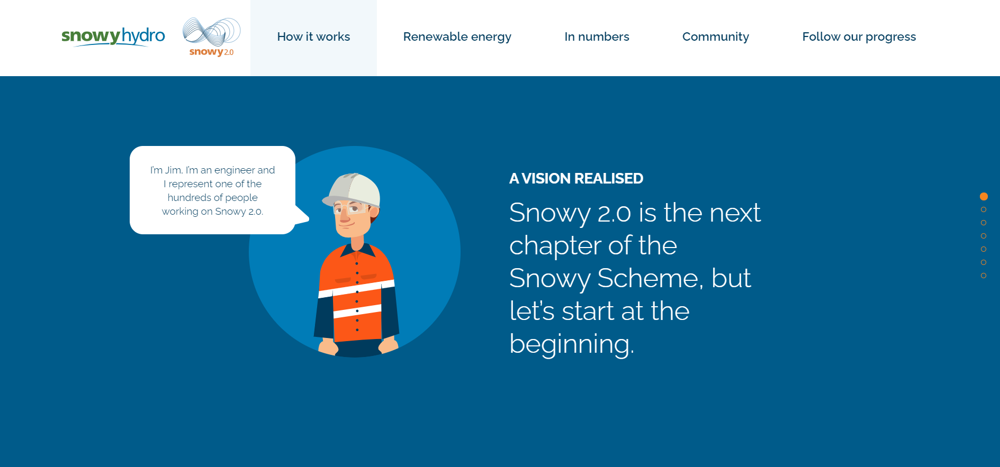 snowyhydro
snowy2.0
How it works
Renewable energy
In numbers
Community
Follow our progress
I'm Jim, I'm an engineer and
I represent one of the
hundreds of people
working on Snowy 2.0.
A VISION REALISED
Snowy 2.0 is the next
chapter of the
Snowy Scheme, but
let's start at the
beginning.